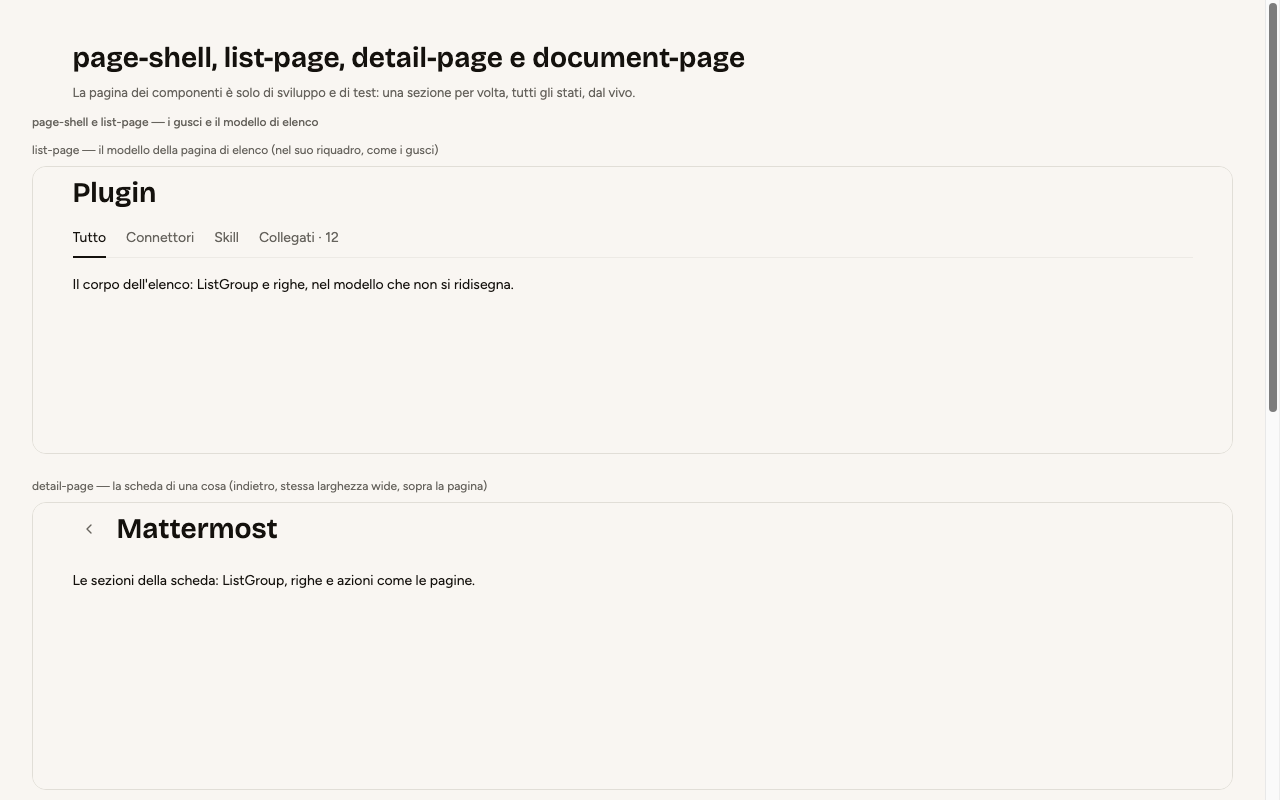 page-shell, list-page, detail-page e document-page
La pagina dei componenti è solo di sviluppo e di test: una sezione per volta, tutti gli stati, dal vivo.
page-shell e list-page — i gusci e il modello di elenco
list-page — il modello della pagina di elenco (nel suo riquadro, come i gusci)
Plugin
Tutto Connettori Skill Collegati · 12
Il corpo dell'elenco: ListGroup e righe, nel modello che non si ridisegna.
detail-page — la scheda di una cosa (indietro, stessa larghezza wide, sopra la pagina)
Mattermost
Le sezioni della scheda: ListGroup, righe e azioni come le pagine.